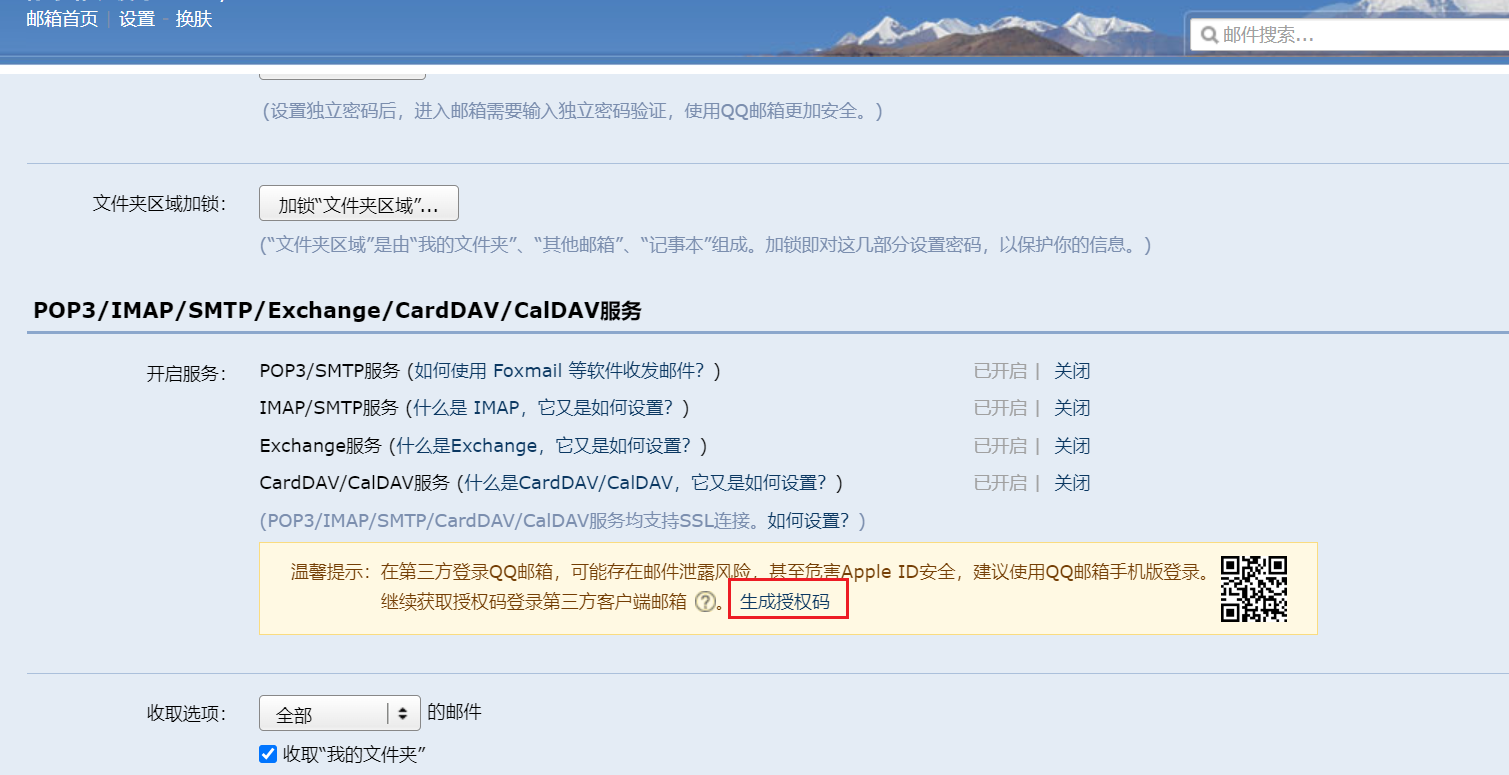 邮箱首页 | 设置 - 换肤
邮件搜索...
(设置独立密码后，进入邮箱需要输入独立密码验证，使用QQ邮箱更加安全。)
文件夹区域加锁：
加锁“文件夹区域”...
(“文件夹区域”是由“我的文件夹”、“其他邮箱”、“记事本”组成。加锁即对这几部分设置密码，以保护你的信息。)
POP3/IMAP/SMTP/Exchange/CardDAV/CalDAV服务
开启服务：
POP3/SMTP服务 (如何使用 Foxmail 等软件收发邮件？) 已开启 | 关闭
IMAP/SMTP服务 (什么是 IMAP，它又是如何设置？) 已开启 | 关闭
Exchange服务 (什么是Exchange，它又是如何设置？) 已开启 | 关闭
CardDAV/CalDAV服务 (什么是CardDAV/CalDAV，它又是如何设置？) 已开启 | 关闭
(POP3/IMAP/SMTP/CardDAV/CalDAV服务均支持SSL连接。如何设置？)
温馨提示：在第三方登录QQ邮箱，可能存在邮件泄露风险，甚至危害Apple ID安全，建议使用QQ邮箱手机版登录。
继续获取授权码登录第三方客户端邮箱 ?。 生成授权码
收取选项： 全部 的邮件
收取“我的文件夹”